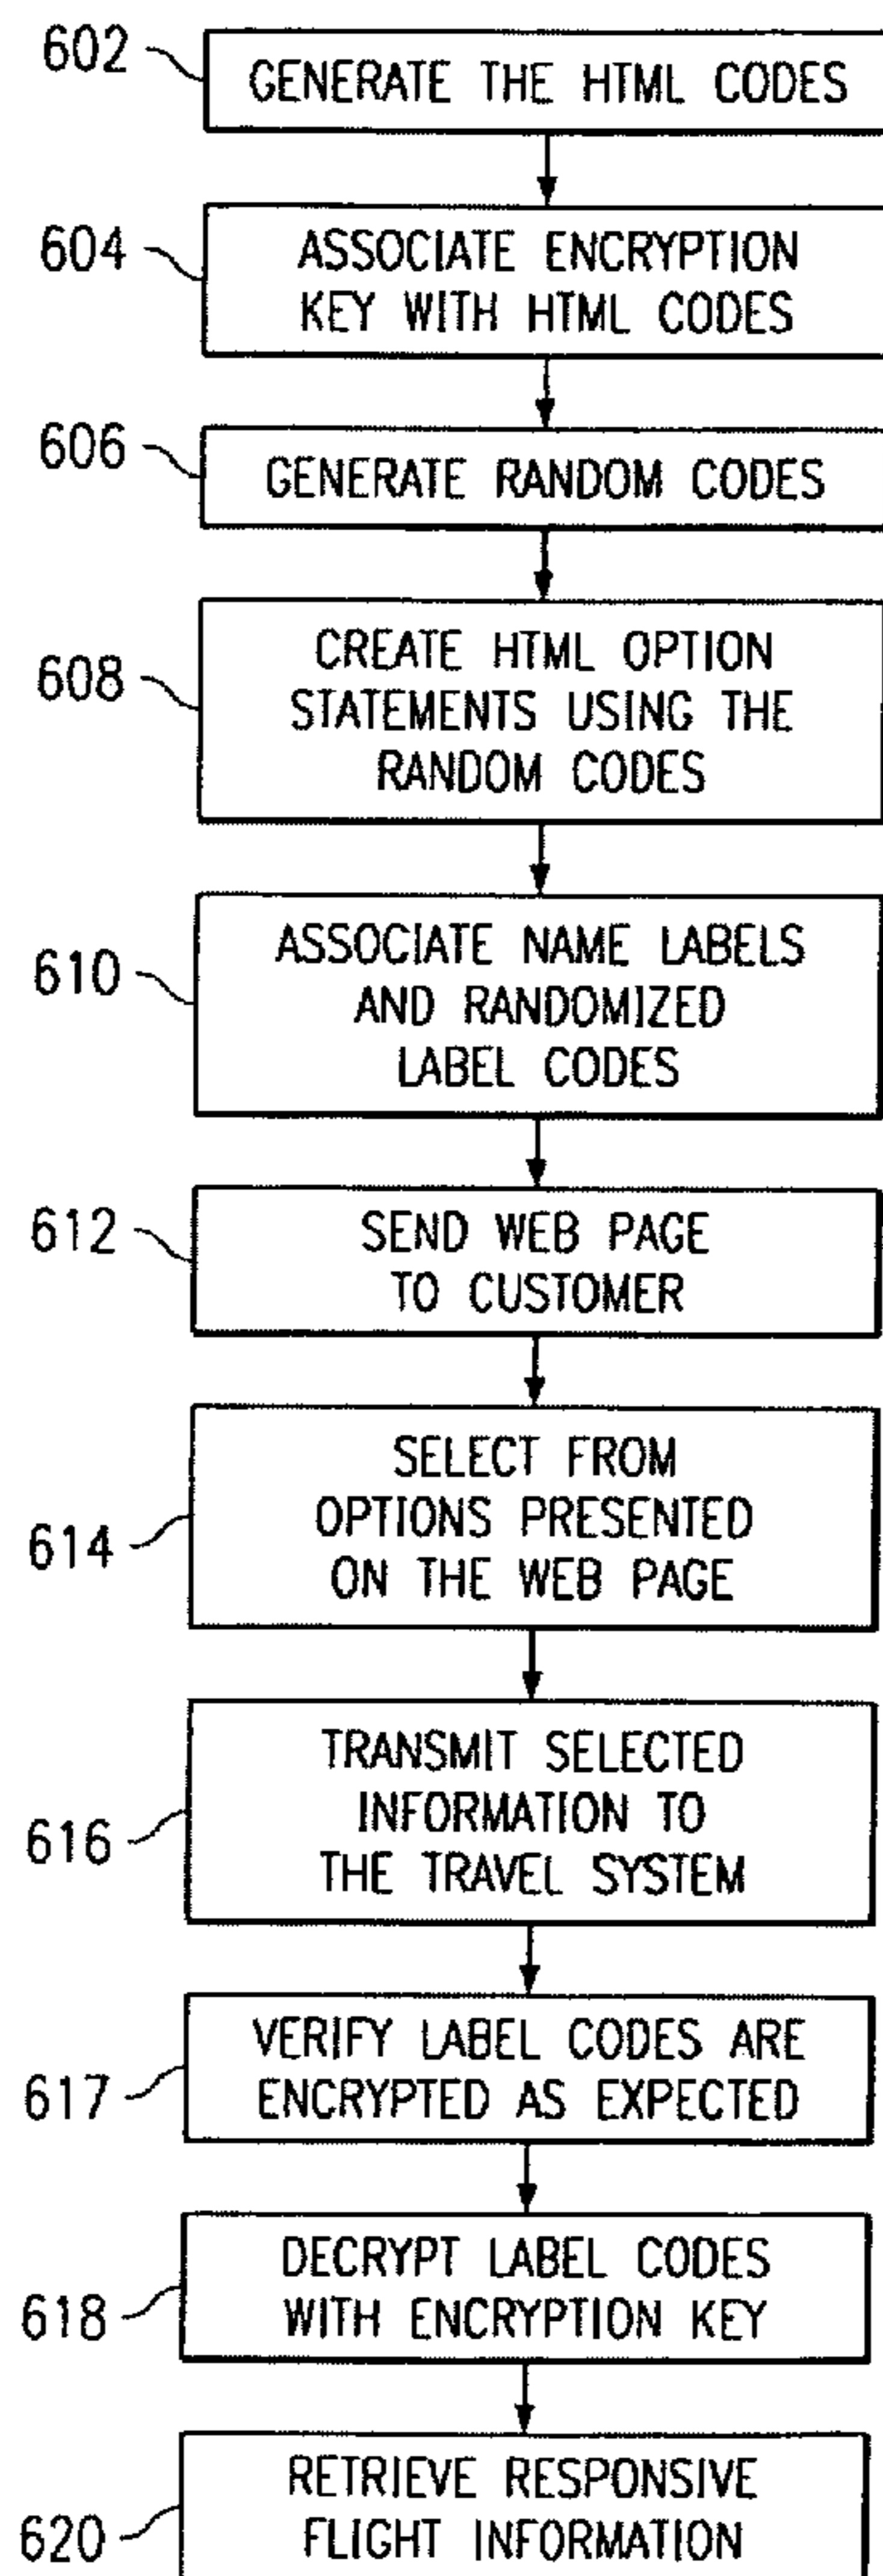 602
GENERATE THE HTML CODES
604
ASSOCIATE ENCRYPTION
KEY WITH HTML CODES
606
GENERATE RANDOM CODES
608
CREATE HTML OPTION
STATEMENTS USING THE
RANDOM CODES
610
ASSOCIATE NAME LABELS
AND RANDOMIZED
LABEL CODES
612
SEND WEB PAGE
TO CUSTOMER
614
SELECT FROM
OPTIONS PRESENTED
ON THE WEB PAGE
616
TRANSMIT SELECTED
INFORMATION TO
THE TRAVEL SYSTEM
617
VERIFY LABEL CODES ARE
ENCRYPTED AS EXPECTED
618
DECRYPT LABEL CODES
WITH ENCRYPTION KEY
620
RETRIEVE RESPONSIVE
FLIGHT INFORMATION